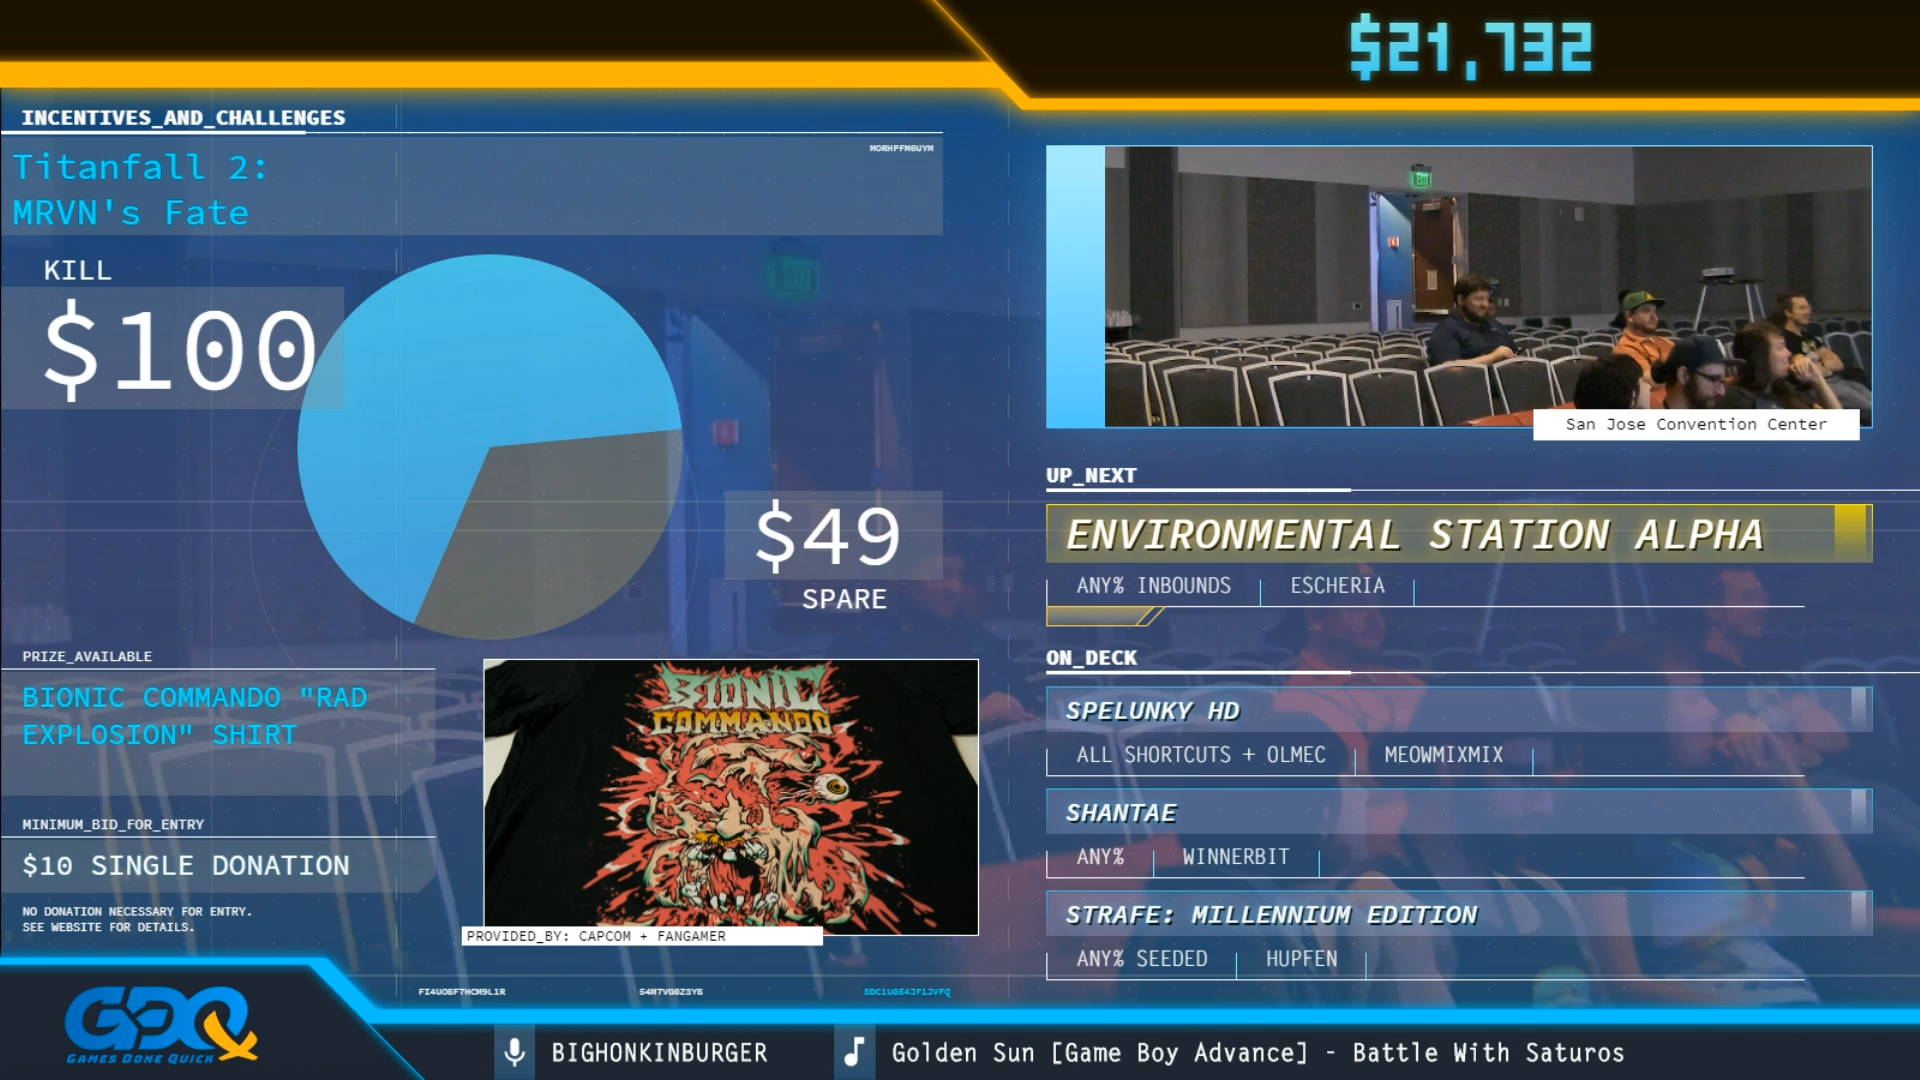 $21,732
INCENTIVES_AND_CHALLENGES
Titanfall 2:
MRVN's Fate
KILL
$100
$49
SPARE
PRIZE_AVAILABLE
BIONIC COMMANDO "RAD
EXPLOSION" SHIRT
MINIMUM_BID_FOR_ENTRY
$10 SINGLE DONATION
NO DONATION NECESSARY FOR ENTRY.
SEE WEBSITE FOR DETAILS.
BIONIC
COMMANDO
PROVIDED_BY: CAPCOM + FANGAMER
San Jose Convention Center
UP_NEXT
ENVIRONMENTAL STATION ALPHA
ANY% INBOUNDS ESCHERIA
ON_DECK
SPELUNKY HD
ALL SHORTCUTS + OLMEC MEOWMIXMIX
SHANTAE
ANY% WINNERBIT
STRAFE: MILLENNIUM EDITION
ANY% SEEDED HUPFEN
GDQ
GAMES DONE QUICK
BIGHONKINBURGER
Golden Sun [Game Boy Advance] - Battle With Saturos